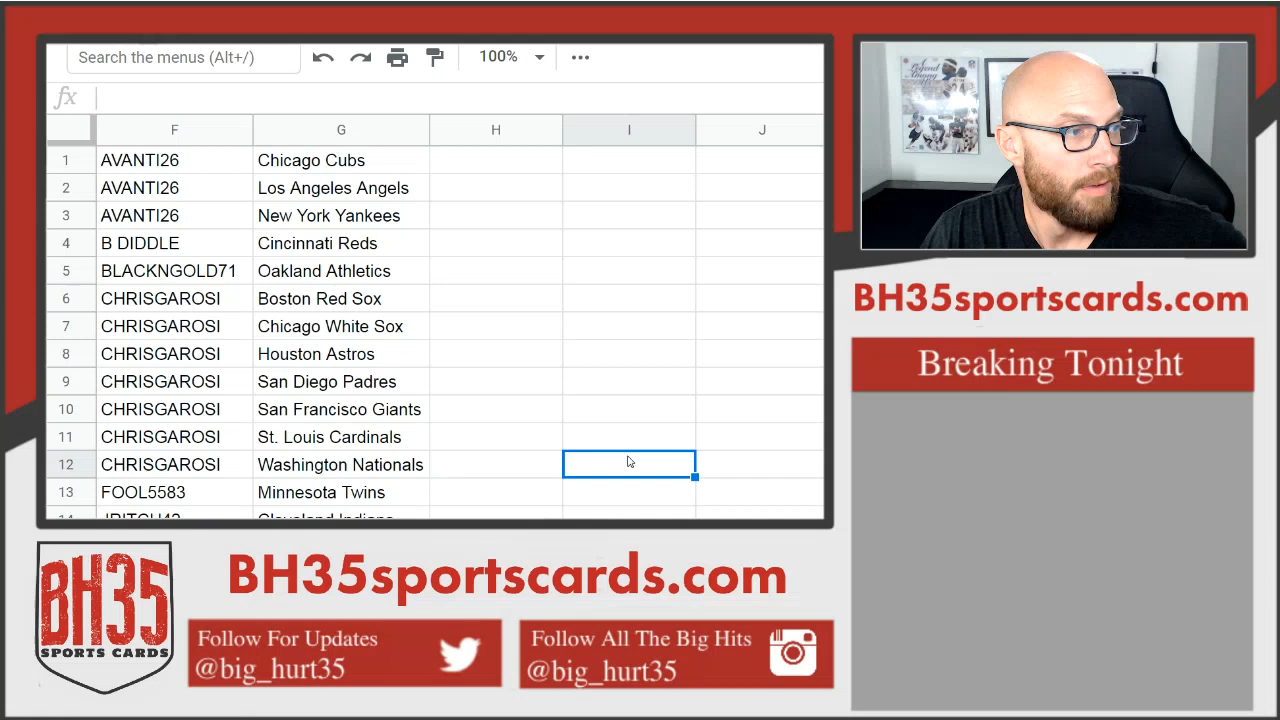 Search the menus (Alt+/)
100%
fx
F G H I J
1 AVANTI26 Chicago Cubs
2 AVANTI26 Los Angeles Angels
3 AVANTI26 New York Yankees
4 B DIDDLE Cincinnati Reds
5 BLACKNGOLD71 Oakland Athletics
6 CHRISGAROSI Boston Red Sox
7 CHRISGAROSI Chicago White Sox
8 CHRISGAROSI Houston Astros
9 CHRISGAROSI San Diego Padres
10 CHRISGAROSI San Francisco Giants
11 CHRISGAROSI St. Louis Cardinals
12 CHRISGAROSI Washington Nationals
13 FOOL5583 Minnesota Twins
Legend
Among
34
BH35sportscards.com
Breaking Tonight
BH35
SPORTS CARDS
BH35sportscards.com
Follow For Updates
@big_hurt35
Follow All The Big Hits
@big_hurt35